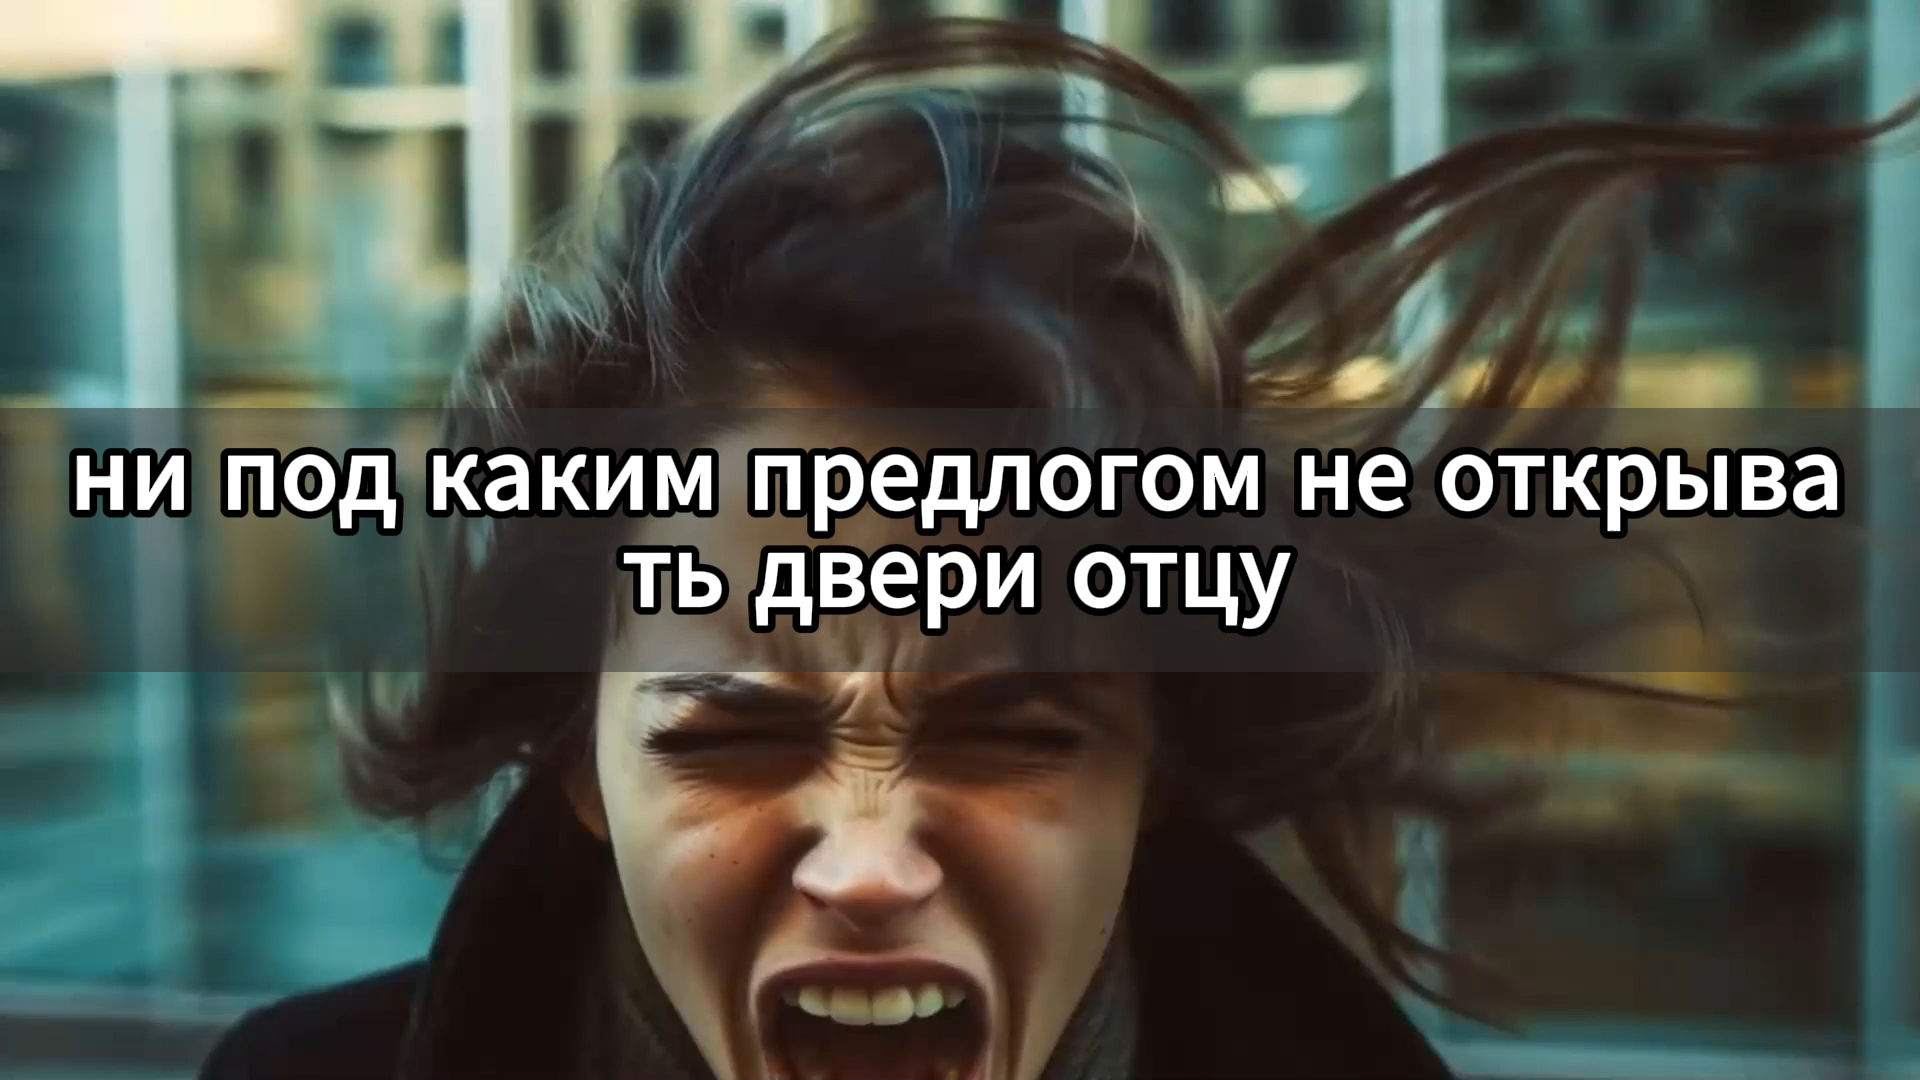 ни под каким предлогом не открыва
ть двери отцу